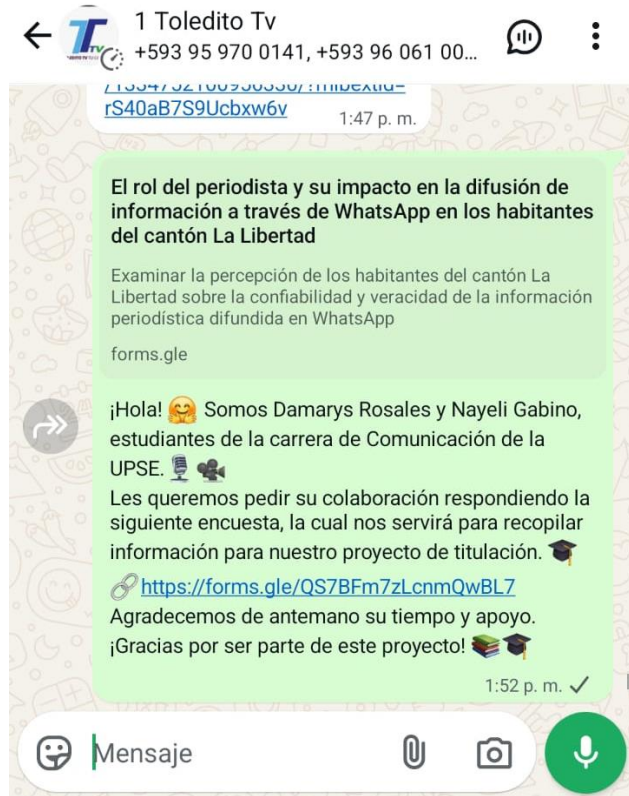 1 Toledito Tv
+593 95 970 0141, +593 96 061 00...
rS40aB7S9Ucbxw6v
1:47 p. m.
El rol del periodista y su impacto en la difusión de
información a través de WhatsApp en los habitantes
del cantón La Libertad
Examinar la percepción de los habitantes del cantón La
Libertad sobre la confiabilidad y veracidad de la información
periodística difundida en WhatsApp
forms.gle
¡Hola! 🤗 Somos Damarys Rosales y Nayeli Gabino,
estudiantes de la carrera de Comunicación de la
UPSE. 🎙️ 🎥
Les queremos pedir su colaboración respondiendo la
siguiente encuesta, la cual nos servirá para recopilar
información para nuestro proyecto de titulación. 🎓
🔗 https://forms.gle/QS7BFm7zLcnmQwBL7
Agradecemos de antemano su tiempo y apoyo.
¡Gracias por ser parte de este proyecto! 📚🎓
1:52 p. m.
Mensaje